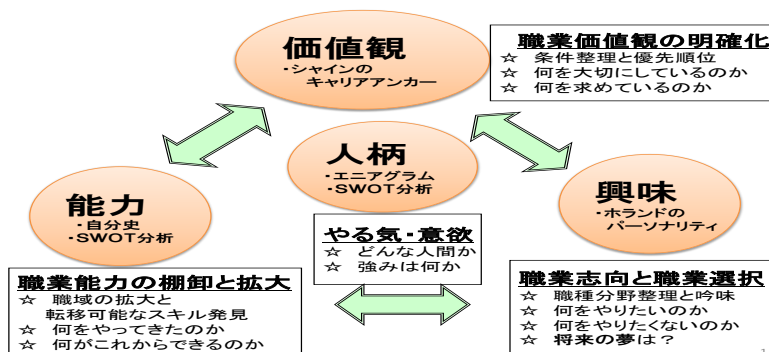 価値観
・シャインの
キャリアアンカー
職業価値観の明確化
☆ 条件整理と優先順位
☆ 何を大切にしているのか
☆ 何を求めているのか
人柄
・エニアグラム
・SWOT分析
能力
・自分史
・SWOT分析
興味
・ホランドの
パーソナリティ
やる気・意欲
☆ どんな人間か
☆ 強みは何か
職業能力の棚卸と拡大
☆ 職域の拡大と
転移可能なスキル発見
☆ 何をやってきたのか
☆ 何がこれからできるのか
職業志向と職業選択
☆ 職種分野整理と吟味
☆ 何をやりたいのか
☆ 何をやりたくないのか
☆ 将来の夢は？
1